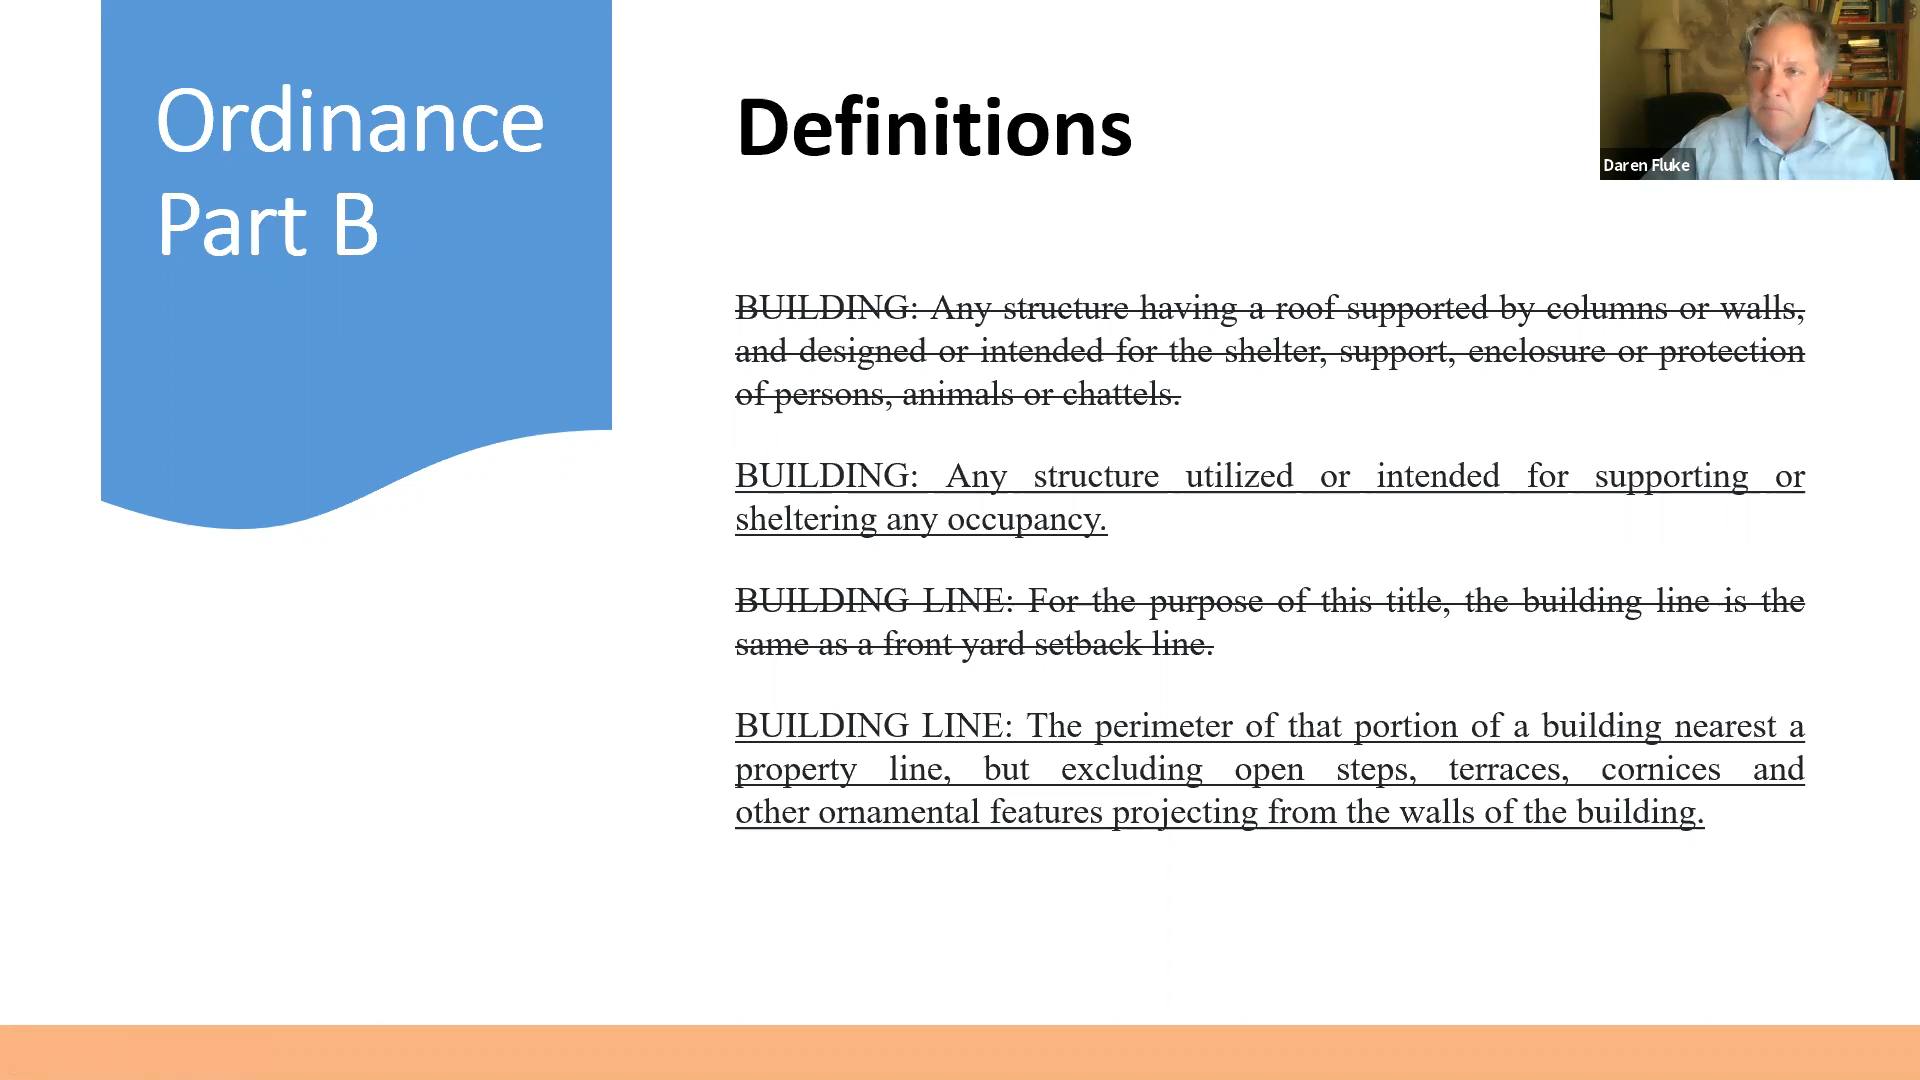 Ordinance
Part B
Definitions
Daren Fluke
BUILDING: Any structure having a roof supported by columns or walls,
and designed or intended for the shelter, support, enclosure or protection
of persons, animals or chattels.
BUILDING: Any structure utilized or intended for supporting or
sheltering any occupancy.
BUILDING LINE: For the purpose of this title, the building line is the
same as a front yard setback line.
BUILDING LINE: The perimeter of that portion of a building nearest a
property line, but excluding open steps, terraces, cornices and
other ornamental features projecting from the walls of the building.